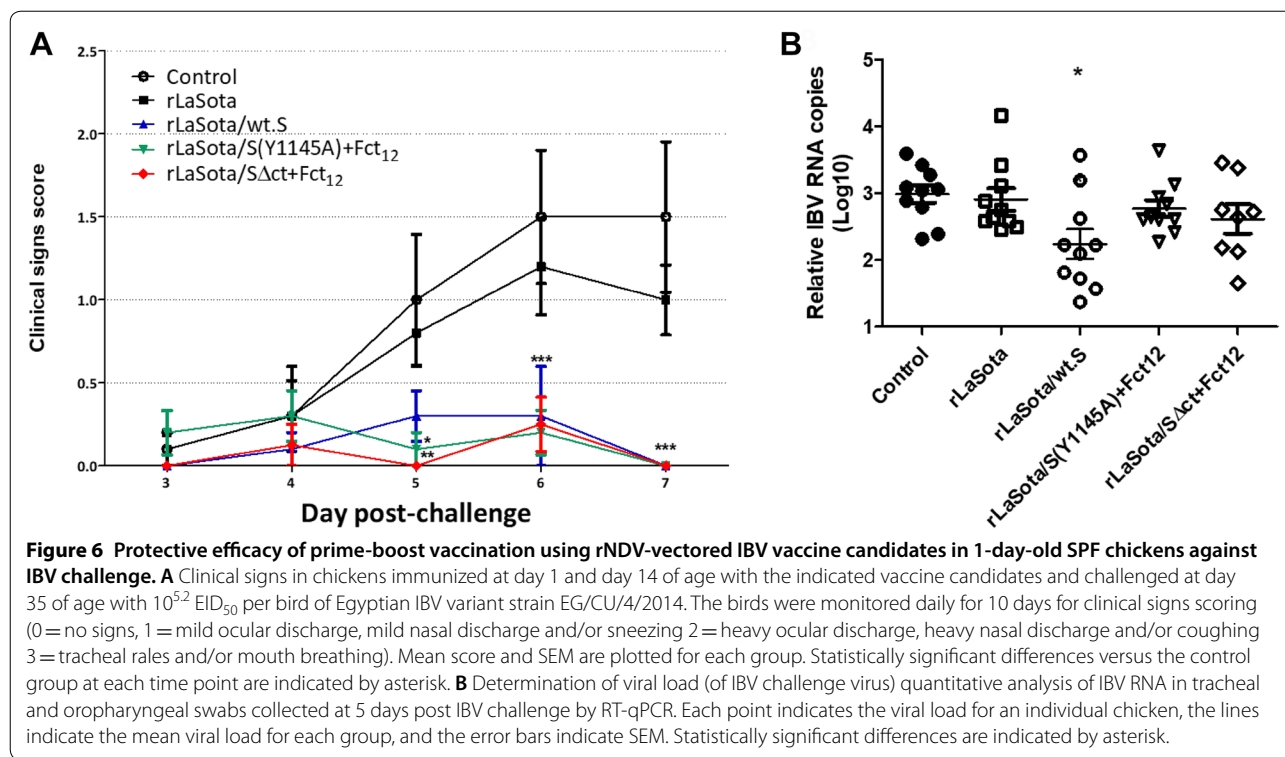 A
Clinical signs score
2.5
2.0
1.5
1.0
0.5
0.0
Control
rLaSota
rLaSota/wt.S
rLaSota/S(Y1145A)+Fct12
rLaSota/SΔct+Fct12
***
*
**
***
3 4 5 6 7
Day post-challenge
B
Relative IBV RNA copies
(Log10)
5
4
3
2
1
*
Control
rLaSota
rLaSota/wt.S
rLaSota/S(Y1145A)+Fct12
rLaSota/SΔct+Fct12
Figure 6 Protective efficacy of prime-boost vaccination using rNDV-vectored IBV vaccine candidates in 1-day-old SPF chickens against
IBV challenge. A Clinical signs in chickens immunized at day 1 and day 14 of age with the indicated vaccine candidates and challenged at day
35 of age with 10^5.2 EID50 per bird of Egyptian IBV variant strain EG/CU/4/2014. The birds were monitored daily for 10 days for clinical signs scoring
(0 = no signs, 1 = mild ocular discharge, mild nasal discharge and/or sneezing 2 = heavy ocular discharge, heavy nasal discharge and/or coughing
3 = tracheal rales and/or mouth breathing). Mean score and SEM are plotted for each group. Statistically significant differences versus the control
group at each time point are indicated by asterisk. B Determination of viral load (of IBV challenge virus) quantitative analysis of IBV RNA in tracheal
and oropharyngeal swabs collected at 5 days post IBV challenge by RT-qPCR. Each point indicates the viral load for an individual chicken, the lines
indicate the mean viral load for each group, and the error bars indicate SEM. Statistically significant differences are indicated by asterisk.